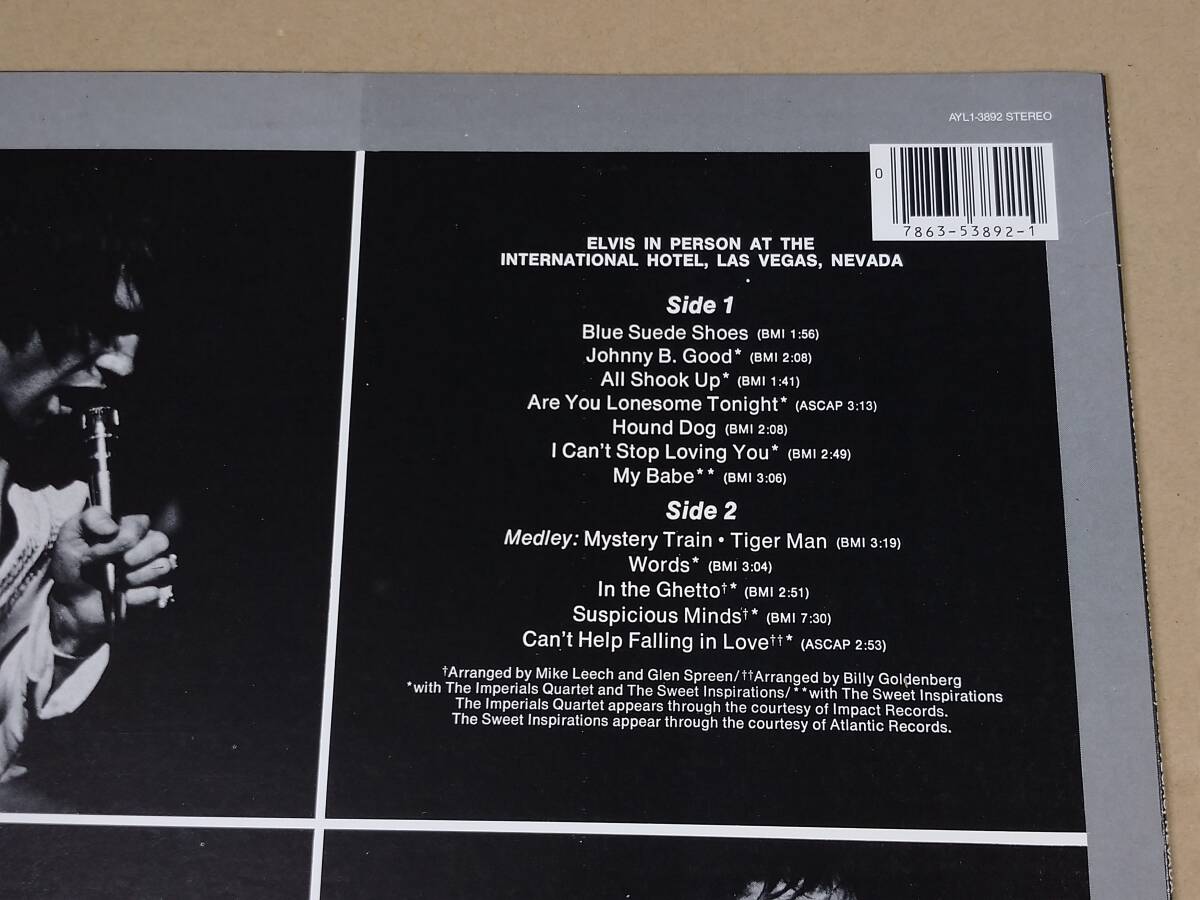 AYL1-3892 STEREO
0
7863-53892-1
ELVIS IN PERSON AT THE
INTERNATIONAL HOTEL, LAS VEGAS, NEVADA
Side 1
Blue Suede Shoes (BMI 1:56)
Johnny B. Good* (BMI 2:08)
All Shook Up* (BMI 1:41)
Are You Lonesome Tonight* (ASCAP 3:13)
Hound Dog (BMI 2:08)
I Can't Stop Loving You* (BMI 2:49)
My Babe** (BMI 3:06)
Side 2
Medley: Mystery Train • Tiger Man (BMI 3:19)
Words* (BMI 3:04)
In the Ghetto†* (BMI 2:51)
Suspicious Minds†* (BMI 7:30)
Can't Help Falling in Love††* (ASCAP 2:53)
†Arranged by Mike Leech and Glen Spreen/††Arranged by Billy Goldenberg
*with The Imperials Quartet and The Sweet Inspirations/**with The Sweet Inspirations
The Imperials Quartet appears through the courtesy of Impact Records.
The Sweet Inspirations appear through the courtesy of Atlantic Records.